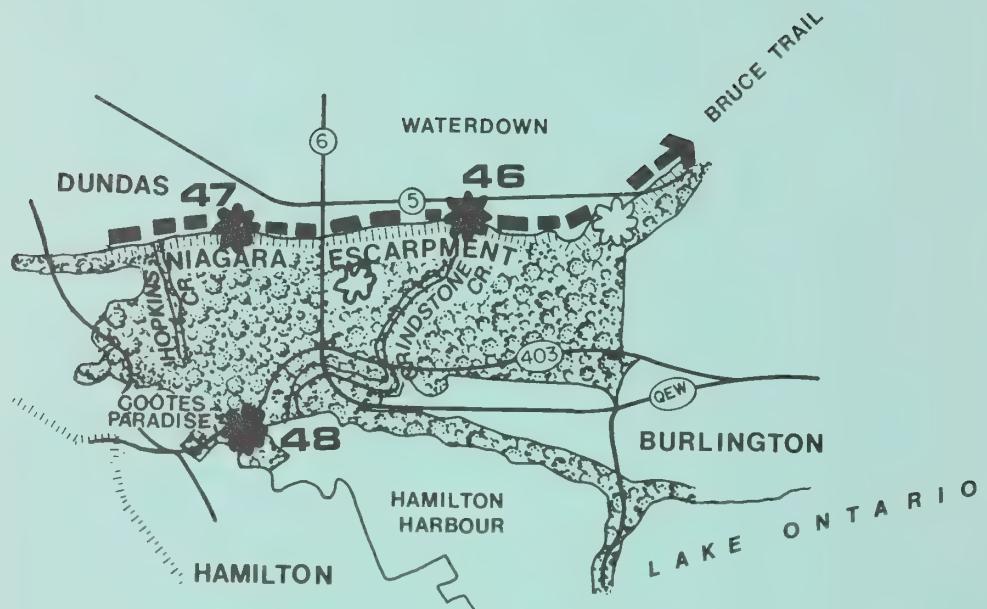 BRUCE TRAIL
WATERDOWN
6
DUNDAS
47
46
5
NIAGARA ESCARPMENT
HOPKINS
CR.
GRINDSTONE
CR.
403
QEW
COOTES
PARADISE
48
BURLINGTON
HAMILTON
HARBOUR
LAKE ONTARIO
HAMILTON